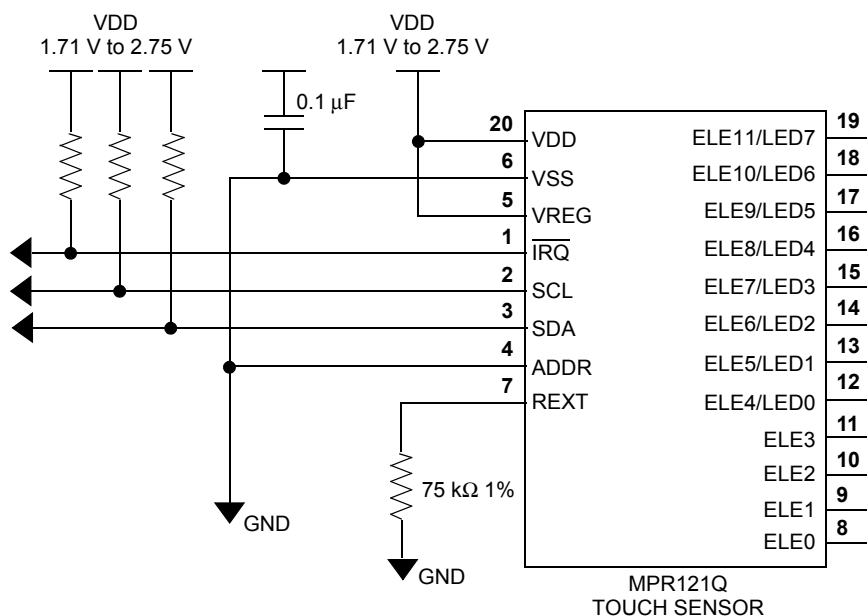 VDD
1.71 V to 2.75 V
VDD
1.71 V to 2.75 V
0.1 μF
20
VDD
6
VSS
5
VREG
1
IRQ
2
SCL
3
SDA
4
ADDR
7
REXT
75 kΩ 1%
GND
GND
ELE11/LED7
19
ELE10/LED6
18
ELE9/LED5
17
ELE8/LED4
16
ELE7/LED3
15
ELE6/LED2
14
ELE5/LED1
13
ELE4/LED0
12
ELE3
11
ELE2
10
ELE1
9
ELE0
8
MPR121Q
TOUCH SENSOR